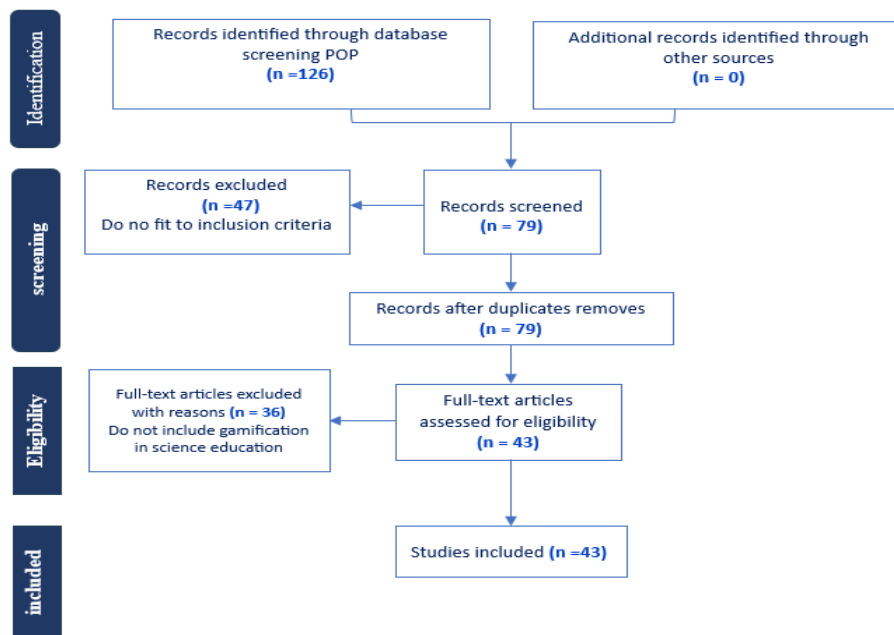 Identification
Records identified through database
screening POP
(n =126)
Additional records identified through
other sources
(n = 0)
screening
Records excluded
(n =47)
Do no fit to inclusion criteria
Records screened
(n = 79)
Records after duplicates removes
(n = 79)
Eligibility
Full-text articles excluded
with reasons (n = 36)
Do not include gamification
in science education
Full-text articles
assessed for eligibility
(n = 43)
included
Studies included (n =43)